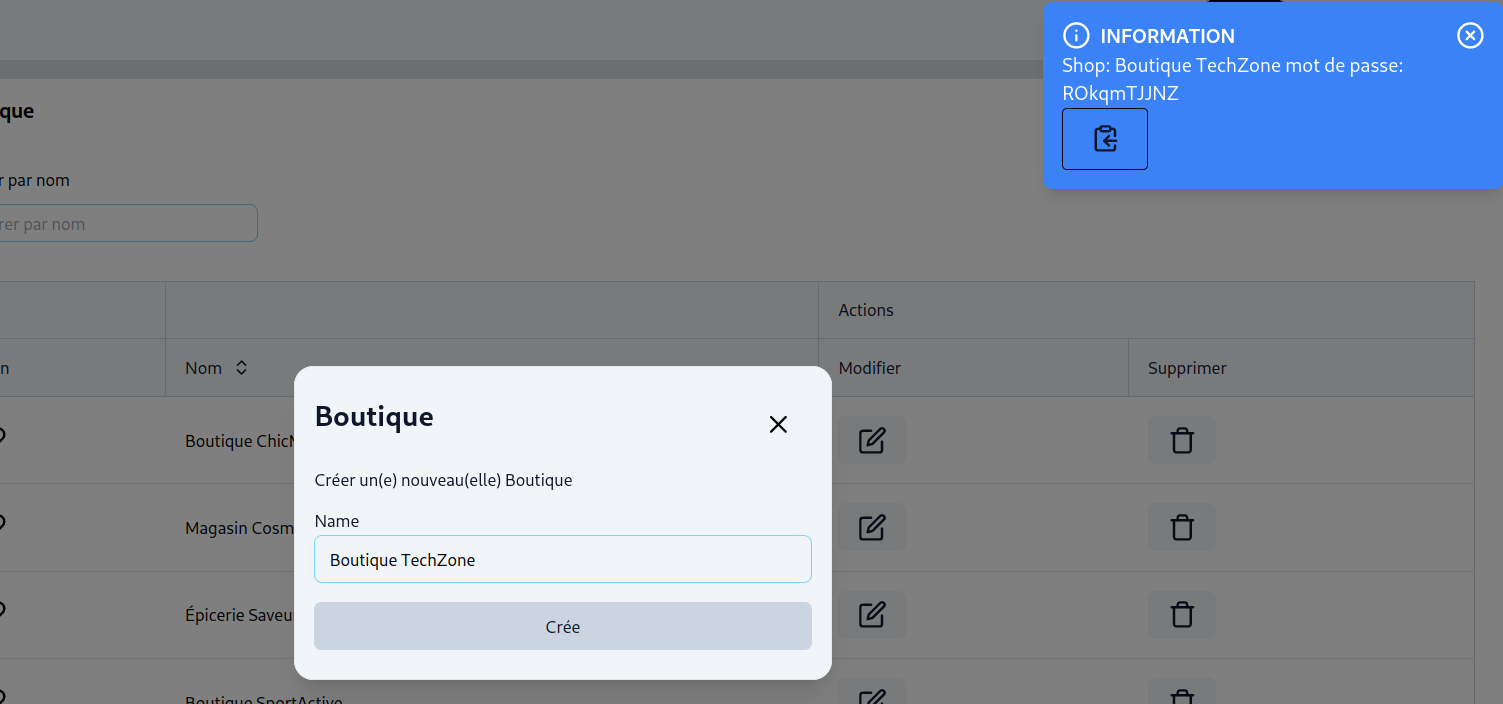 INFORMATION
Shop: Boutique TechZone mot de passe:
ROkqmTJJNZ
que
r par nom
rer par nom
Actions
n
Nom
Modifier
Supprimer
Boutique
Boutique Chic
Créer un(e) nouveau(elle) Boutique
Name
Magasin Cosm
Boutique TechZone
Épicerie Saveu
Crée
Boutique SportActive